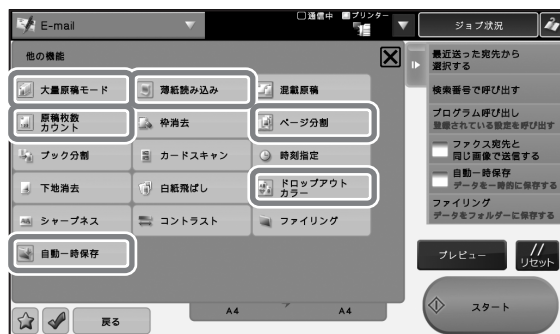 E-mail
通信中 プリンター
ジョブ状況
他の機能
大量原稿モード
薄紙読み込み
混載原稿
原稿枚数
カウント
枠消去
ページ分割
ブック分割
カードスキャン
時刻指定
下地消去
白紙飛ばし
ドロップアウト
カラー
シャープネス
コントラスト
ファイリング
自動一時保存
戻る
A4
A4
最近送った宛先から
選択する
検索番号で呼び出す
プログラム呼び出し
登録されている設定を呼び出す
ファクス宛先と
同じ画像で送信する
自動一時保存
データを一時的に保存する
ファイリング
データをフォルダーに保存する
プレビュー
リセット
スタート